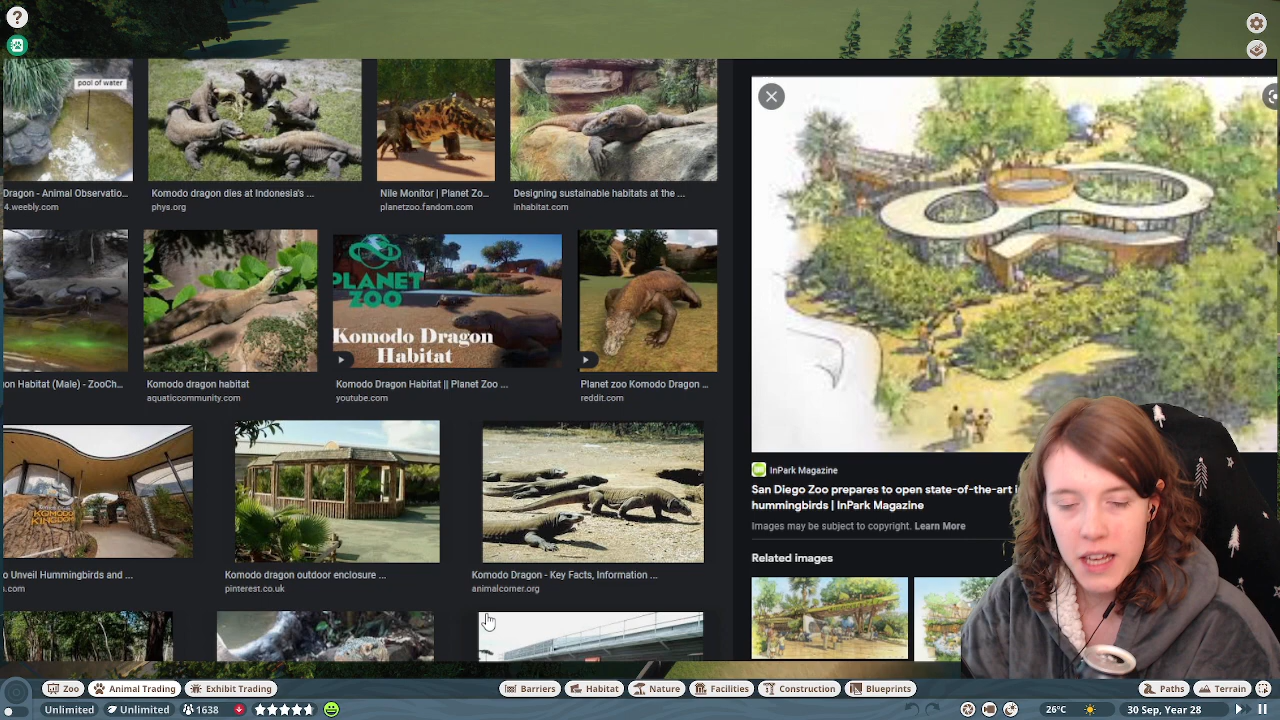 pool of water
Dragon - Animal Observatio...
4.weebly.com
Komodo dragon dies at Indonesia's ...
phys.org
Nile Monitor | Planet Zo...
planetzoo.fandom.com
Designing sustainable habitats at the ...
inhabitat.com
PLANET
ZOO
Komodo Dragon
Habitat
on Habitat (Male) - ZooCh...
Komodo dragon habitat
aquaticcommunity.com
Komodo Dragon Habitat || Planet Zoo ...
youtube.com
Planet zoo Komodo Dragon ...
reddit.com
KOMODO
KINGDOM
InPark Magazine
San Diego Zoo prepares to open state-of-the-art
hummingbirds | InPark Magazine
Images may be subject to copyright. Learn More
Related images
o Unveil Hummingbirds and ...
s.com
Komodo dragon outdoor enclosure ...
pinterest.co.uk
Komodo Dragon - Key Facts, Information ...
animalcorner.org
Zoo
Animal Trading
Exhibit Trading
Barriers
Habitat
Nature
Facilities
Construction
Blueprints
Paths
Terrain
Unlimited
Unlimited
1638
26°C
30 Sep, Year 28